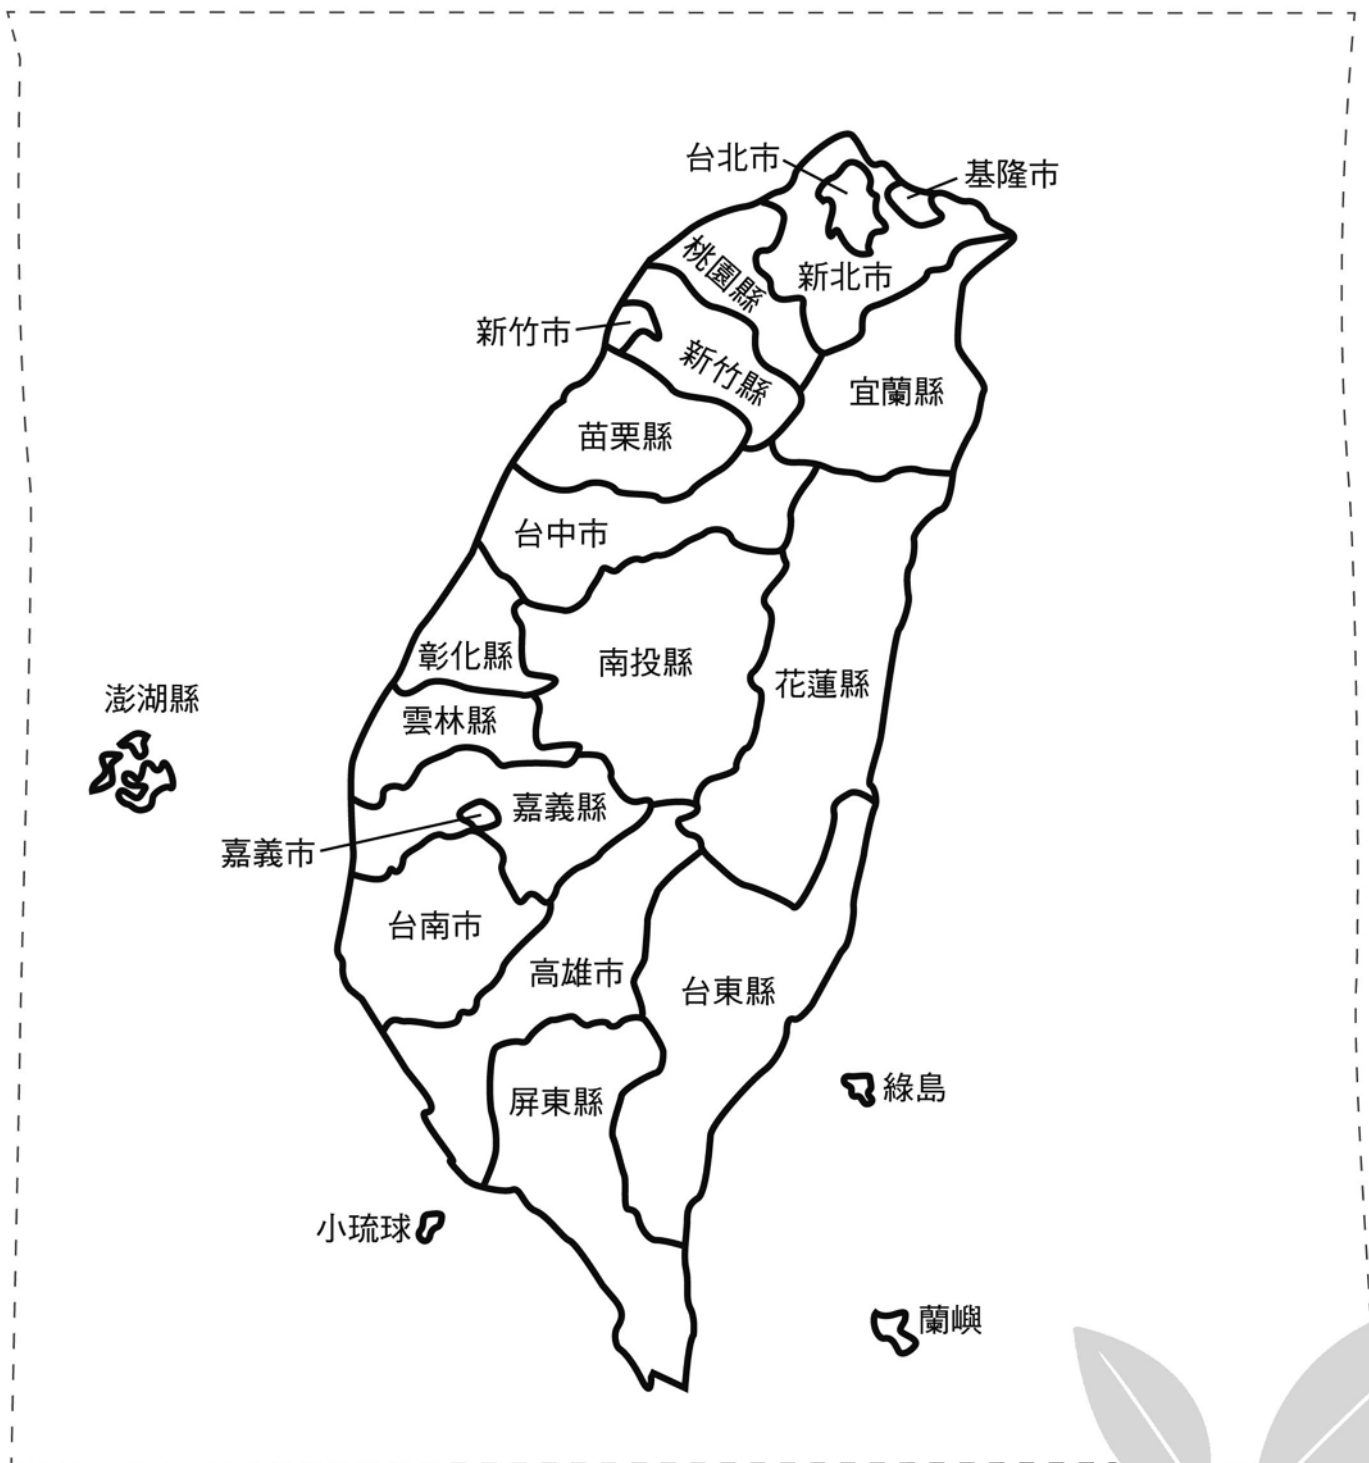 台北市
基隆市
桃園縣
新北市
新竹市
新竹縣
宜蘭縣
苗栗縣
台中市
彰化縣
南投縣
花蓮縣
澎湖縣
雲林縣
嘉義縣
嘉義市
台南市
高雄市
台東縣
綠島
屏東縣
小琉球
蘭嶼